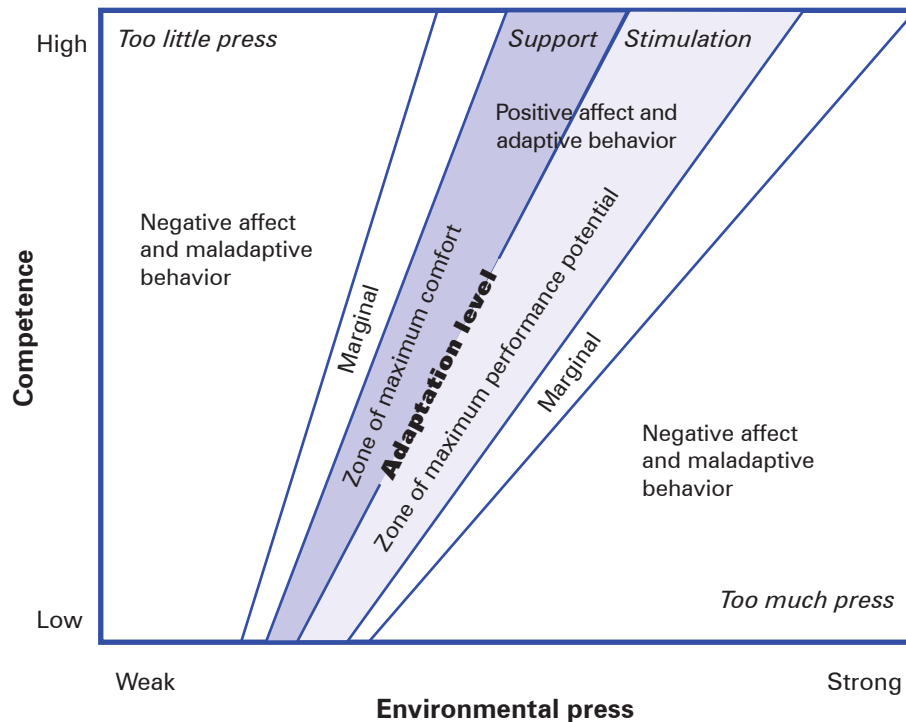 High
Too little press
Support
Stimulation
Positive affect and
adaptive behavior
Negative affect
and maladaptive
behavior
Marginal
Zone of maximum comfort
Adaptation level
Zone of maximum performance potential
Marginal
Negative affect
and maladaptive
behavior
Competence
Too much press
Low
Weak
Strong
Environmental press